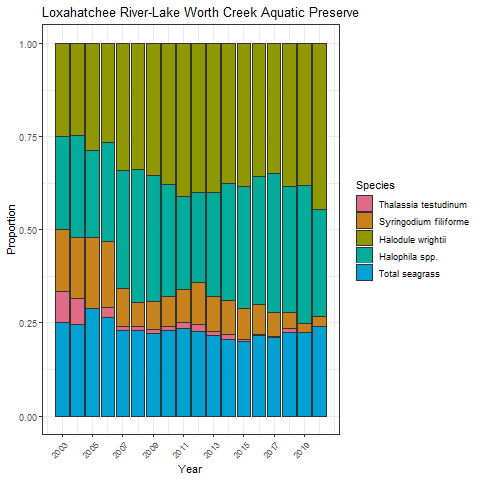 Loxahatchee River-Lake Worth Creek Aquatic Preserve
1.00
0.75
0.50
0.25
0.00
Proportion
2003
2005
2007
2009
2011
2013
2015
2017
2019
Year
Species
Thalassia testudinum
Syringodium filiforme
Halodule wrightii
Halophila spp.
Total seagrass